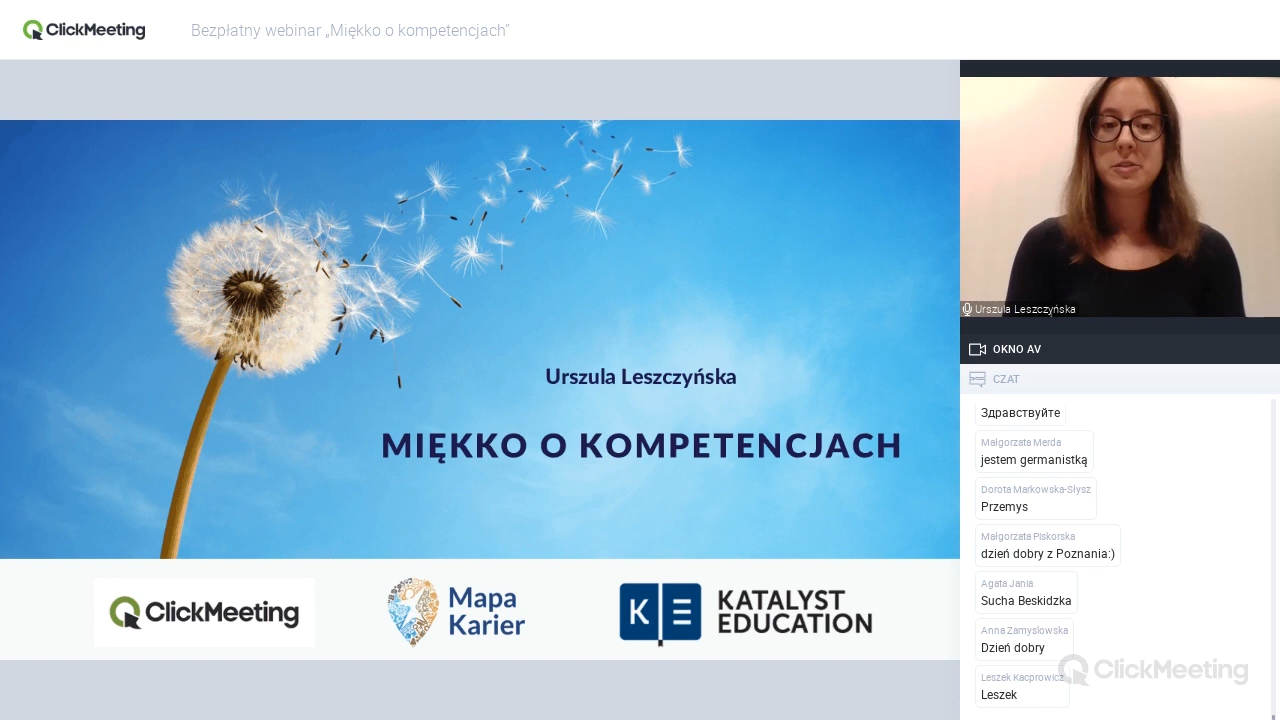 ClickMeeting
Bezpłatny webinar „Miękko o kompetencjach”
Urszula Leszczyńska
MIĘKKO O KOMPETENCJACH
ClickMeeting
Mapa
Karier
K E
KATALYST
EDUCATION
Urszula Leszczyńska
OKNO AV
CZAT
Здравствуйте
Małgorzata Merda
jestem germanistką
Dorota Markowska-Słysz
Przemys
Małgorzata Piskorska
dzień dobry z Poznania:)
Agata Jania
Sucha Beskidzka
Anna Zamyslowska
Dzień dobry
Leszek Kacprowicz
Leszek
ClickMeeting